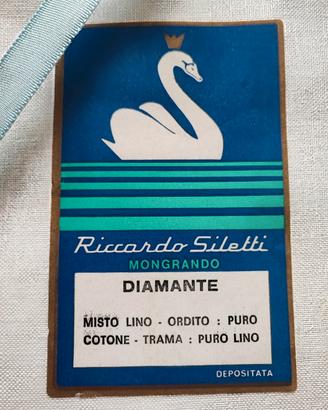 Riccardo Siletti
MONGRANDO
DIAMANTE
MISTO LINO - ORDITO : PURO
COTONE - TRAMA : PURO LINO
DEPOSITATA